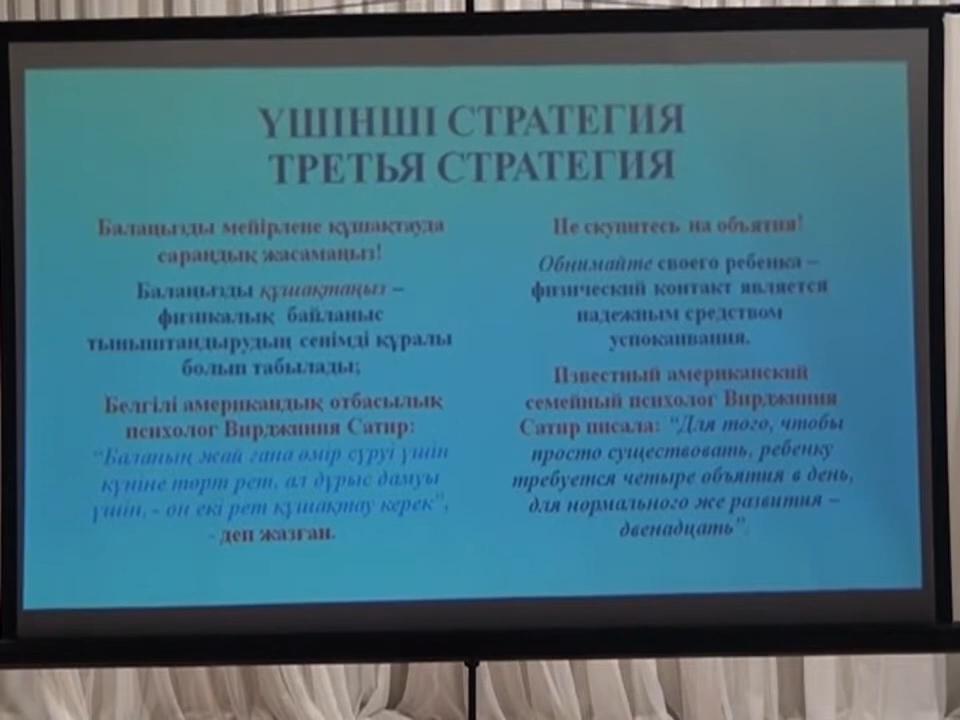 ҮШІНШІ СТРАТЕГИЯ
ТРЕТЬЯ СТРАТЕГИЯ
Балаңызды мейірлене құшақтауда
сараңдық жасамаңыз!
Балаңызды құшақтаңыз –
физикалық байланыс
тыныштандырудың сенімді құралы
болып табылады;
Белгілі американдық отбасылық
психолог Вирджиния Сатир:
“Баланың жай ғана өмір сүруі үшін
күніне төрт рет, ал дұрыс дамуы
үшін, - он екі рет құшақтау керек”,
- деп жазған.
Не скупитесь на объятия!
Обнимайте своего ребенка –
физический контакт является
надежным средством
успокаивания.
Известный американский
семейный психолог Вирджиния
Сатир писала: “Для того, чтобы
просто существовать, ребенку
требуется четыре объятия в день,
для нормального же развития –
двенадцать”.